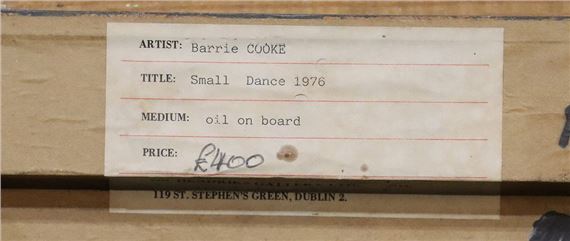 ARTIST: Barrie COOKE
TITLE: Small Dance 1976
MEDIUM: oil on board
PRICE: £400
119 ST. STEPHEN'S GREEN, DUBLIN 2.